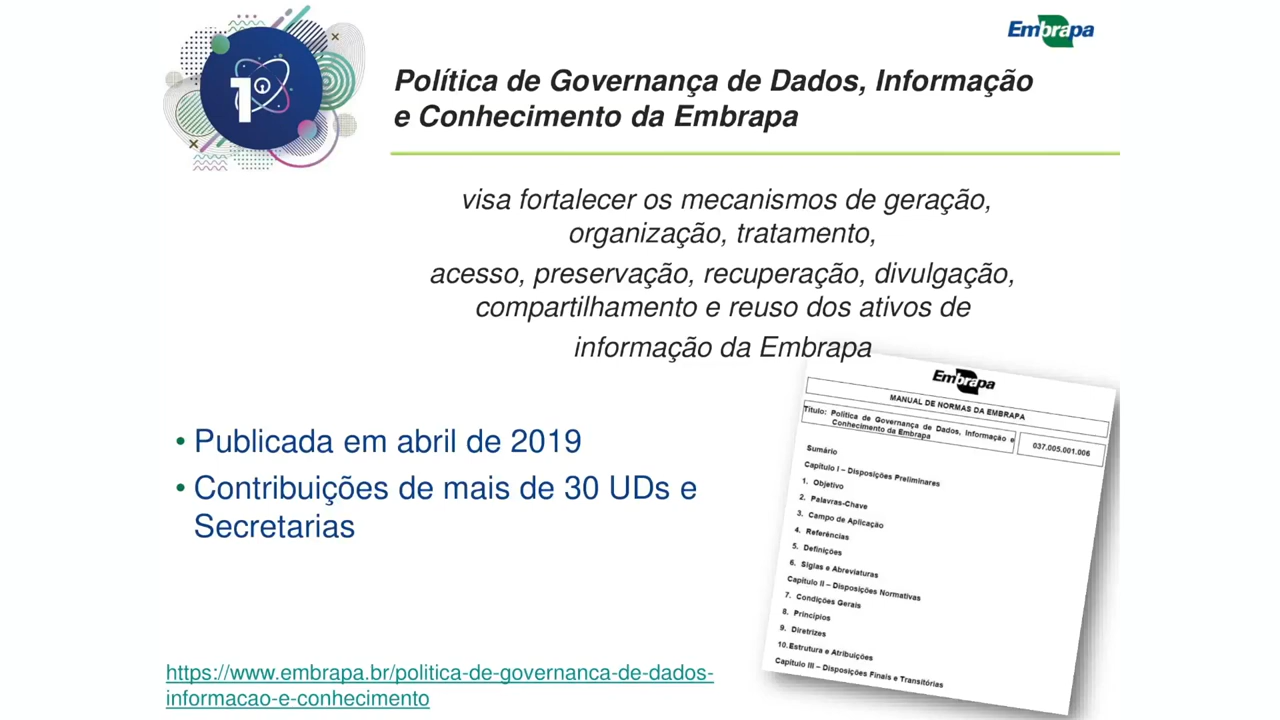 1
Embrapa
Política de Governança de Dados, Informação
e Conhecimento da Embrapa
visa fortalecer os mecanismos de geração,
organização, tratamento,
acesso, preservação, recuperação, divulgação,
compartilhamento e reuso dos ativos de
informação da Embrapa
• Publicada em abril de 2019
• Contribuições de mais de 30 UDs e
Secretarias
https://www.embrapa.br/politica-de-governanca-de-dados-
informacao-e-conhecimento
Embrapa
MANUAL DE NORMAS DA EMBRAPA
Título: Política de Governança de Dados, Informação e
Conhecimento da Embrapa
037.005.001.006
Sumário
Capítulo I – Disposições Preliminares
1. Objetivo
2. Palavras-Chave
3. Campo de Aplicação
4. Referências
5. Definições
6. Siglas e Abreviaturas
Capítulo II – Disposições Normativas
7. Condições Gerais
8. Princípios
9. Diretrizes
10. Estrutura e Atribuições
Capítulo III – Disposições Finais e Transitórias